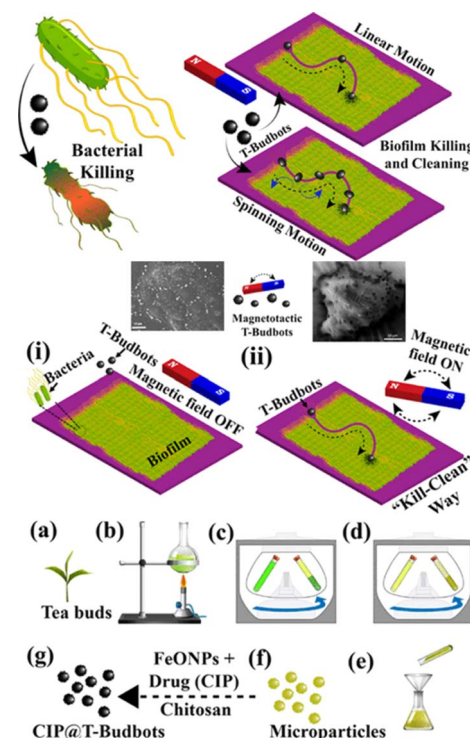 N
S
Linear Motion
T-Budbots
Bacterial
Killing
Biofilm Killing
and Cleaning
Spinning Motion
Magnetotactic
T-Budbots
(i)
Bacteria
T-Budbots
N
S
Magnetic field OFF
Biofilm
(ii)
Magnetic
field ON
N
S
T-Budbots
"Kill-Clean"
Way
(a)
(b)
(c)
(d)
Tea buds
(g)
FeONPs +
Drug (CIP)
Chitosan
(f)
(e)
CIP@T-Budbots
Microparticles